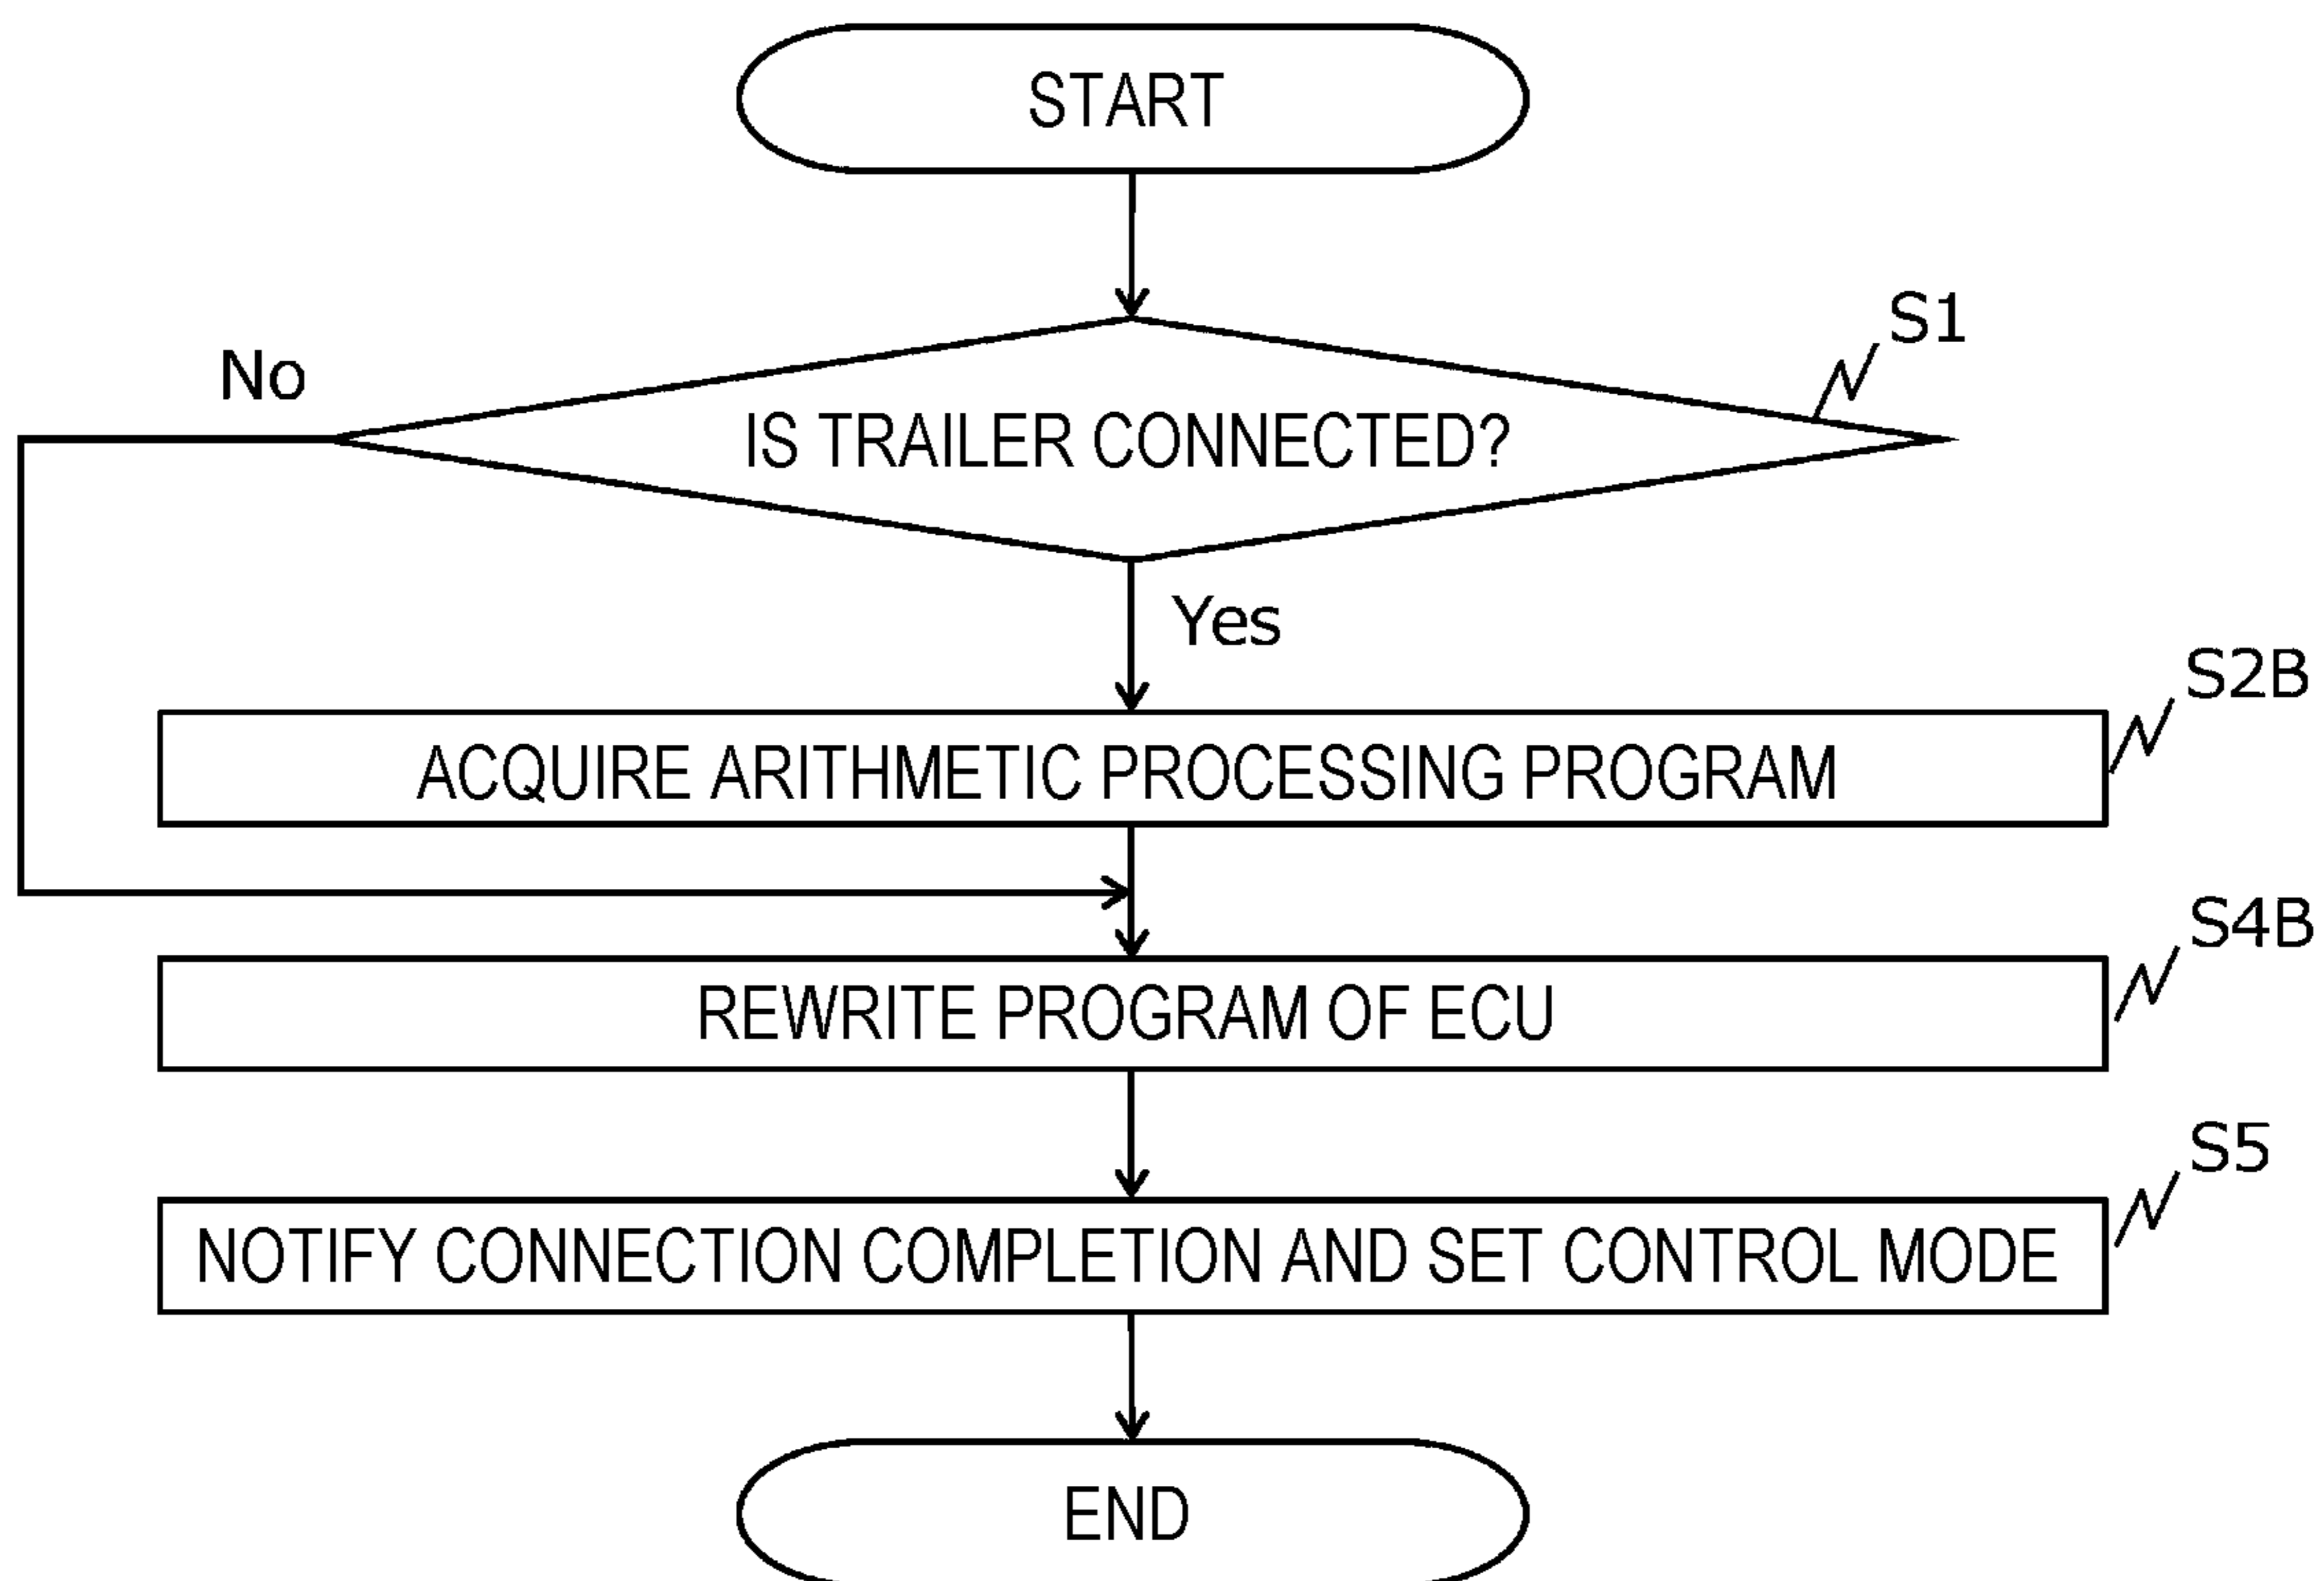 START
S1
No
IS TRAILER CONNECTED?
Yes
S2B
ACQUIRE ARITHMETIC PROCESSING PROGRAM
S4B
REWRITE PROGRAM OF ECU
S5
NOTIFY CONNECTION COMPLETION AND SET CONTROL MODE
END